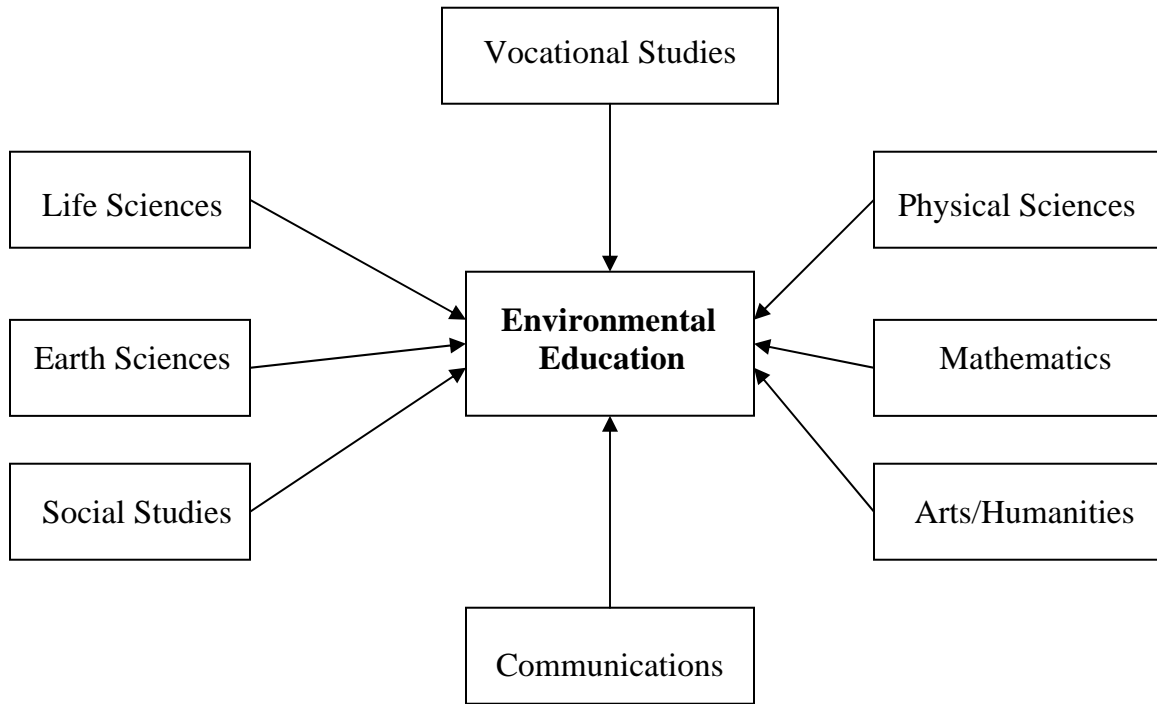 Vocational Studies
Life Sciences
Physical Sciences
Environmental
Education
Earth Sciences
Mathematics
Social Studies
Arts/Humanities
Communications